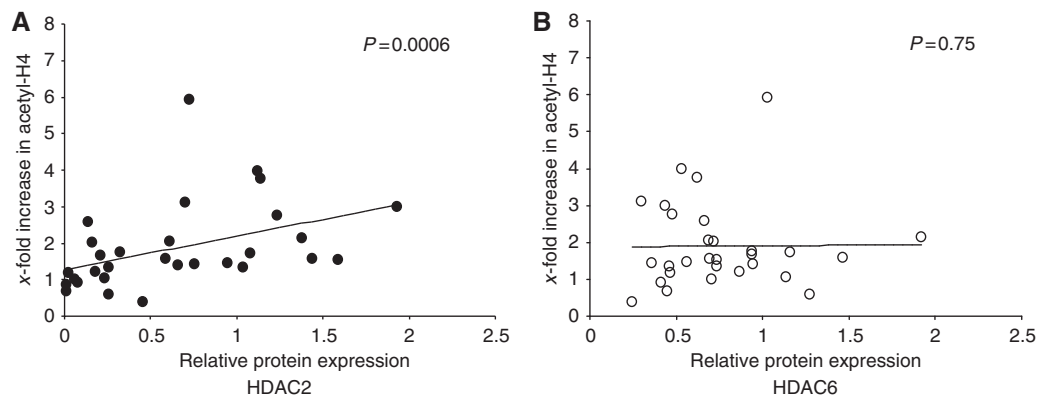 A
P=0.0006
x-fold increase in acetyl-H4
8
7
6
5
4
3
2
1
0
0 0.5 1 1.5 2 2.5
Relative protein expression
HDAC2
B
P=0.75
x-fold increase in acetyl-H4
8
7
6
5
4
3
2
1
0
0 0.5 1 1.5 2 2.5
Relative protein expression
HDAC6